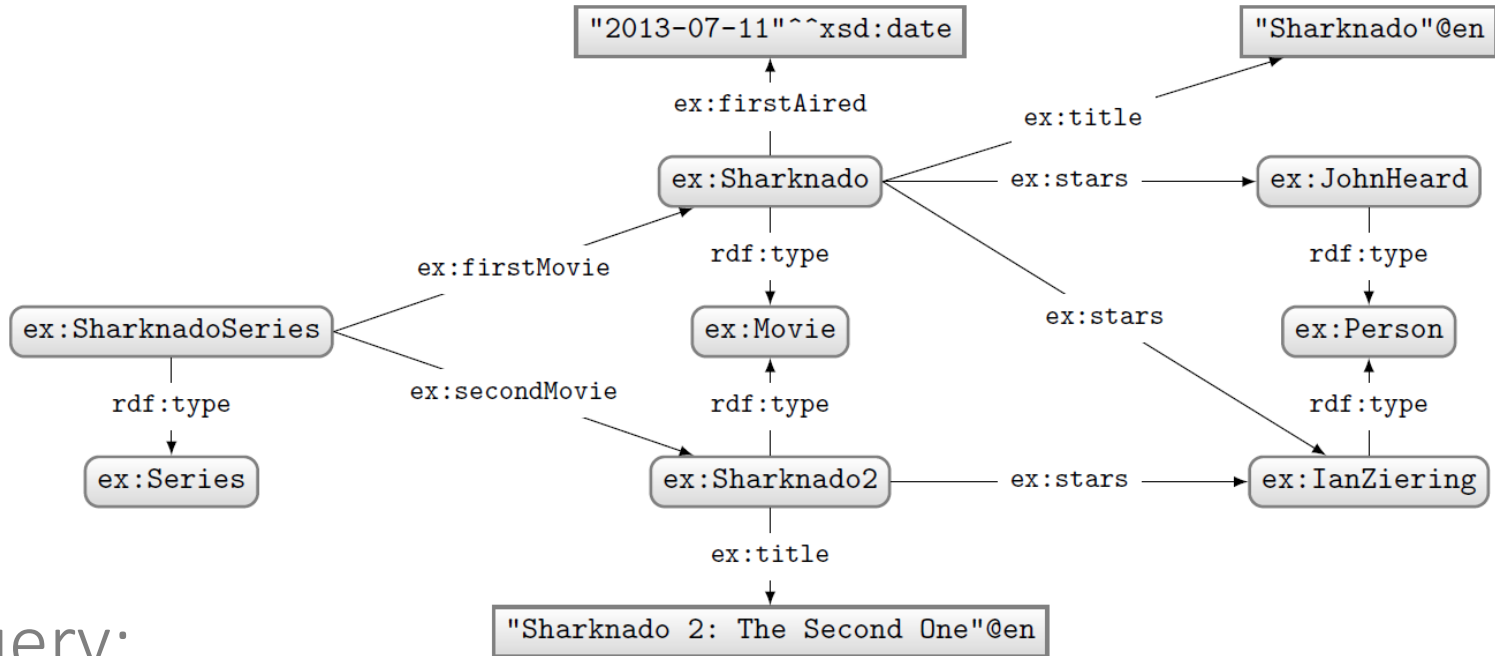 "2013-07-11"^^xsd:date
"Sharknado"@en
ex:firstAired
ex:title
ex:Sharknado
ex:stars
ex:JohnHeard
rdf:type
rdf:type
ex:firstMovie
ex:SharknadoSeries
ex:Movie
ex:stars
ex:Person
ex:secondMovie
rdf:type
rdf:type
rdf:type
ex:Series
ex:Sharknado2
ex:stars
ex:IanZiering
ex:title
"Sharknado 2: The Second One"@en